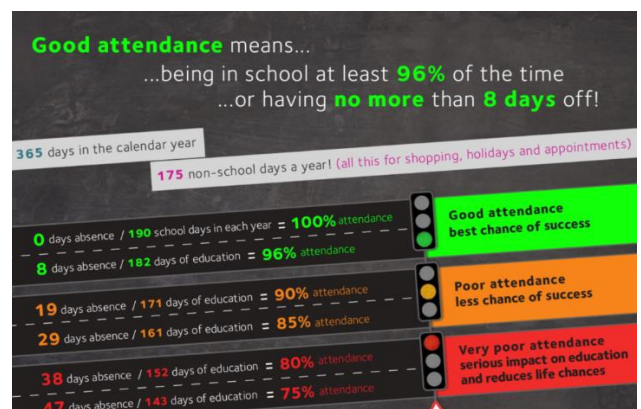 Good attendance means...
...being in school at least 96% of the time
...or having no more than 8 days off!
365 days in the calendar year
175 non-school days a year! (all this for shopping, holidays and appointments)
0 days absence / 190 school days in each year = 100% attendance
8 days absence / 182 days of education = 96% attendance
Good attendance
best chance of success
19 days absence / 171 days of education = 90% attendance
29 days absence / 161 days of education = 85% attendance
Poor attendance
less chance of success
38 days absence / 152 days of education = 80% attendance
47 days absence / 143 days of education = 75% attendance
Very poor attendance
serious impact on education
and reduces life chances